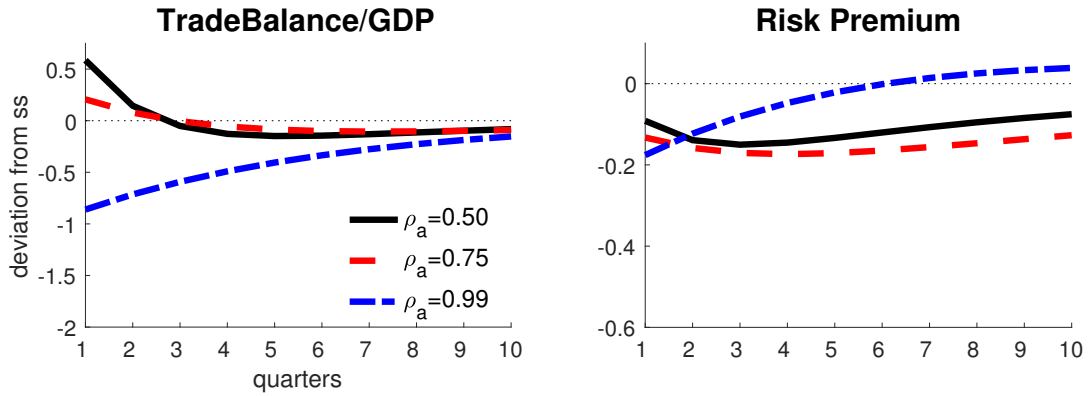 TradeBalance/GDP
deviation from ss
0.5
0
-0.5
-1
-1.5
-2
ρa=0.50
ρa=0.75
ρa=0.99
1 2 3 4 5 6 7 8 9 10
quarters
Risk Premium
0
-0.2
-0.4
-0.6
1 2 3 4 5 6 7 8 9 10